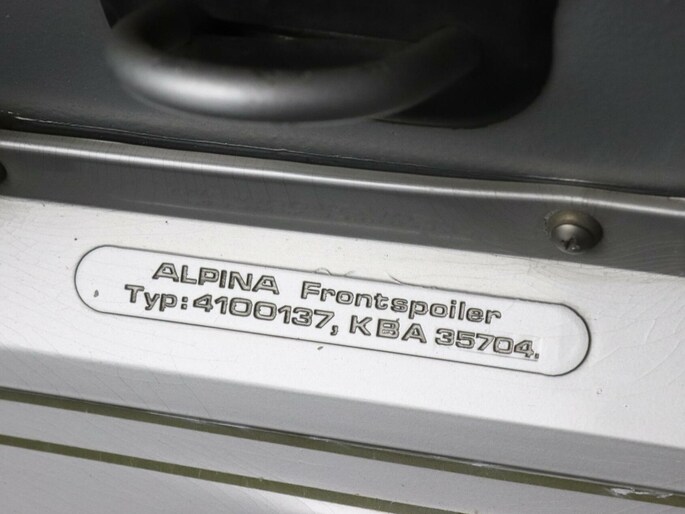 ALPINA Frontspoiler
Typ: 4100137, KBA 35704.